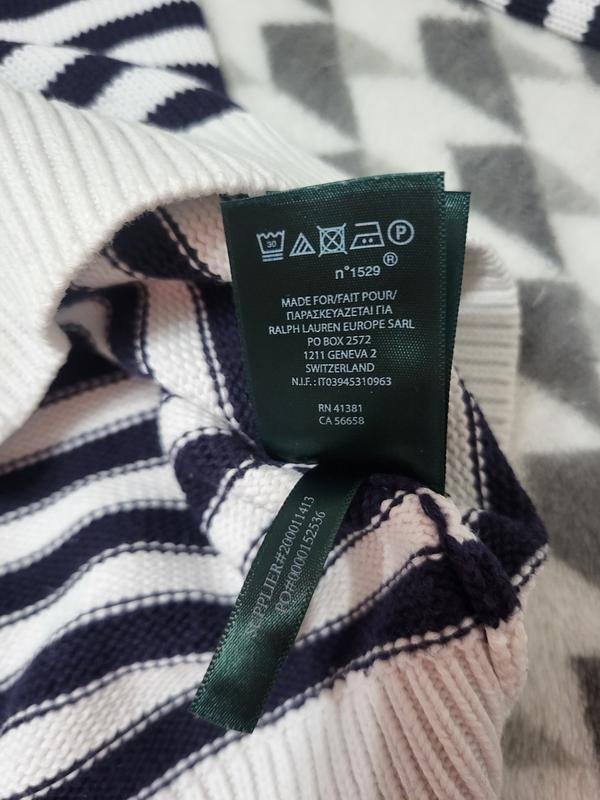 30
P
n°1529 ®
MADE FOR/FAIT POUR/
ΠΑΡΑΣΚΕΥΑΖΕΤΑΙ ΓΙΑ
RALPH LAUREN EUROPE SARL
PO BOX 2572
1211 GENEVA 2
SWITZERLAND
N.I.F.: IT03945310963
RN 41381
CA 56658
SUPPLIER#200011413
PO#0000152536